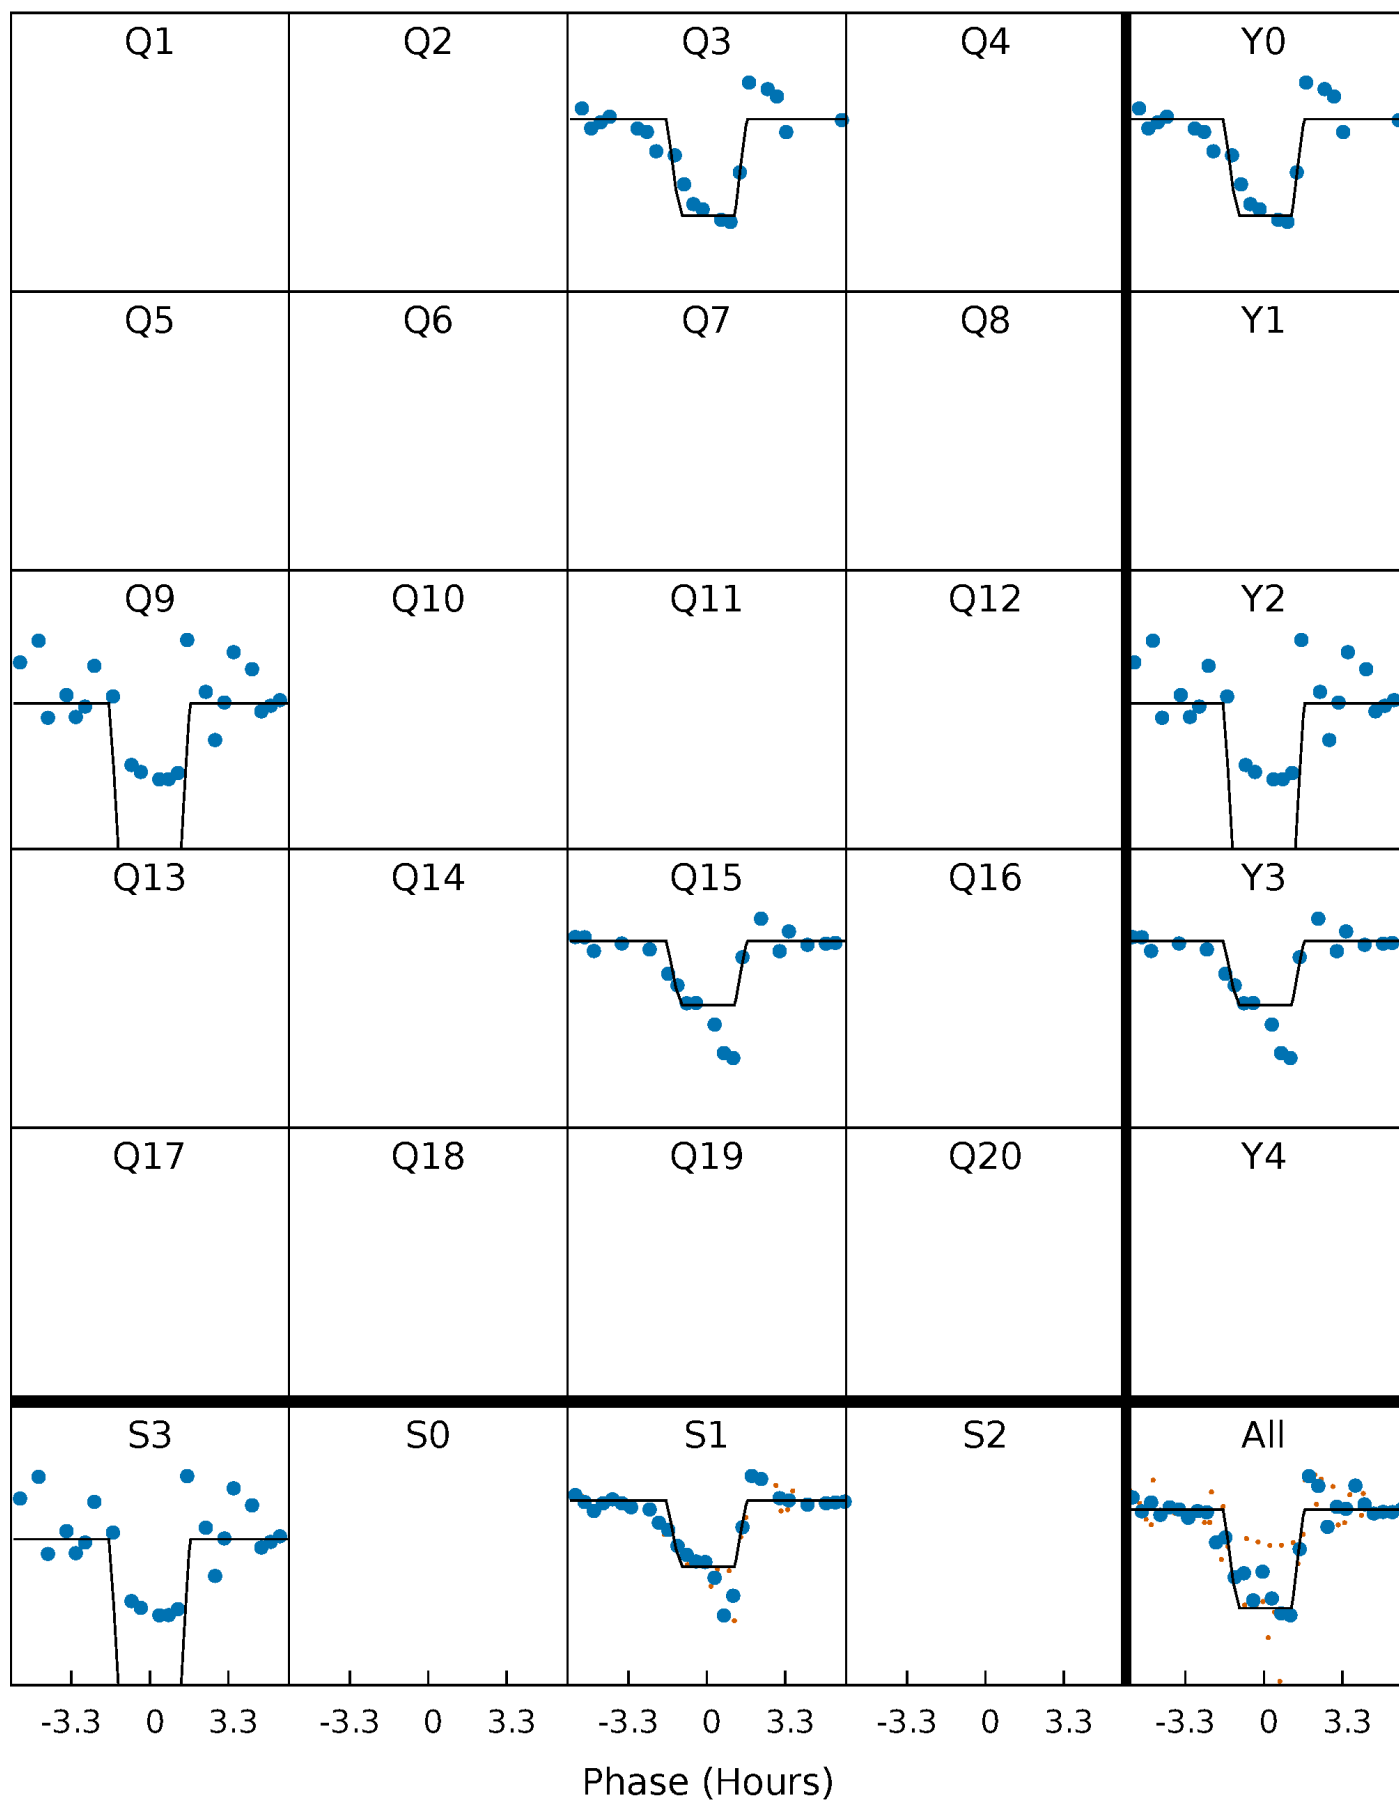 Q1 Q2 Q3 Q4 Y0
Q5 Q6 Q7 Q8 Y1
Q9 Q10 Q11 Q12 Y2
Q13 Q14 Q15 Q16 Y3
Q17 Q18 Q19 Q20 Y4
S3 S0 S1 S2 All
-3.3 0 3.3 -3.3 0 3.3 -3.3 0 3.3 -3.3 0 3.3 -3.3 0 3.3
Phase (Hours)